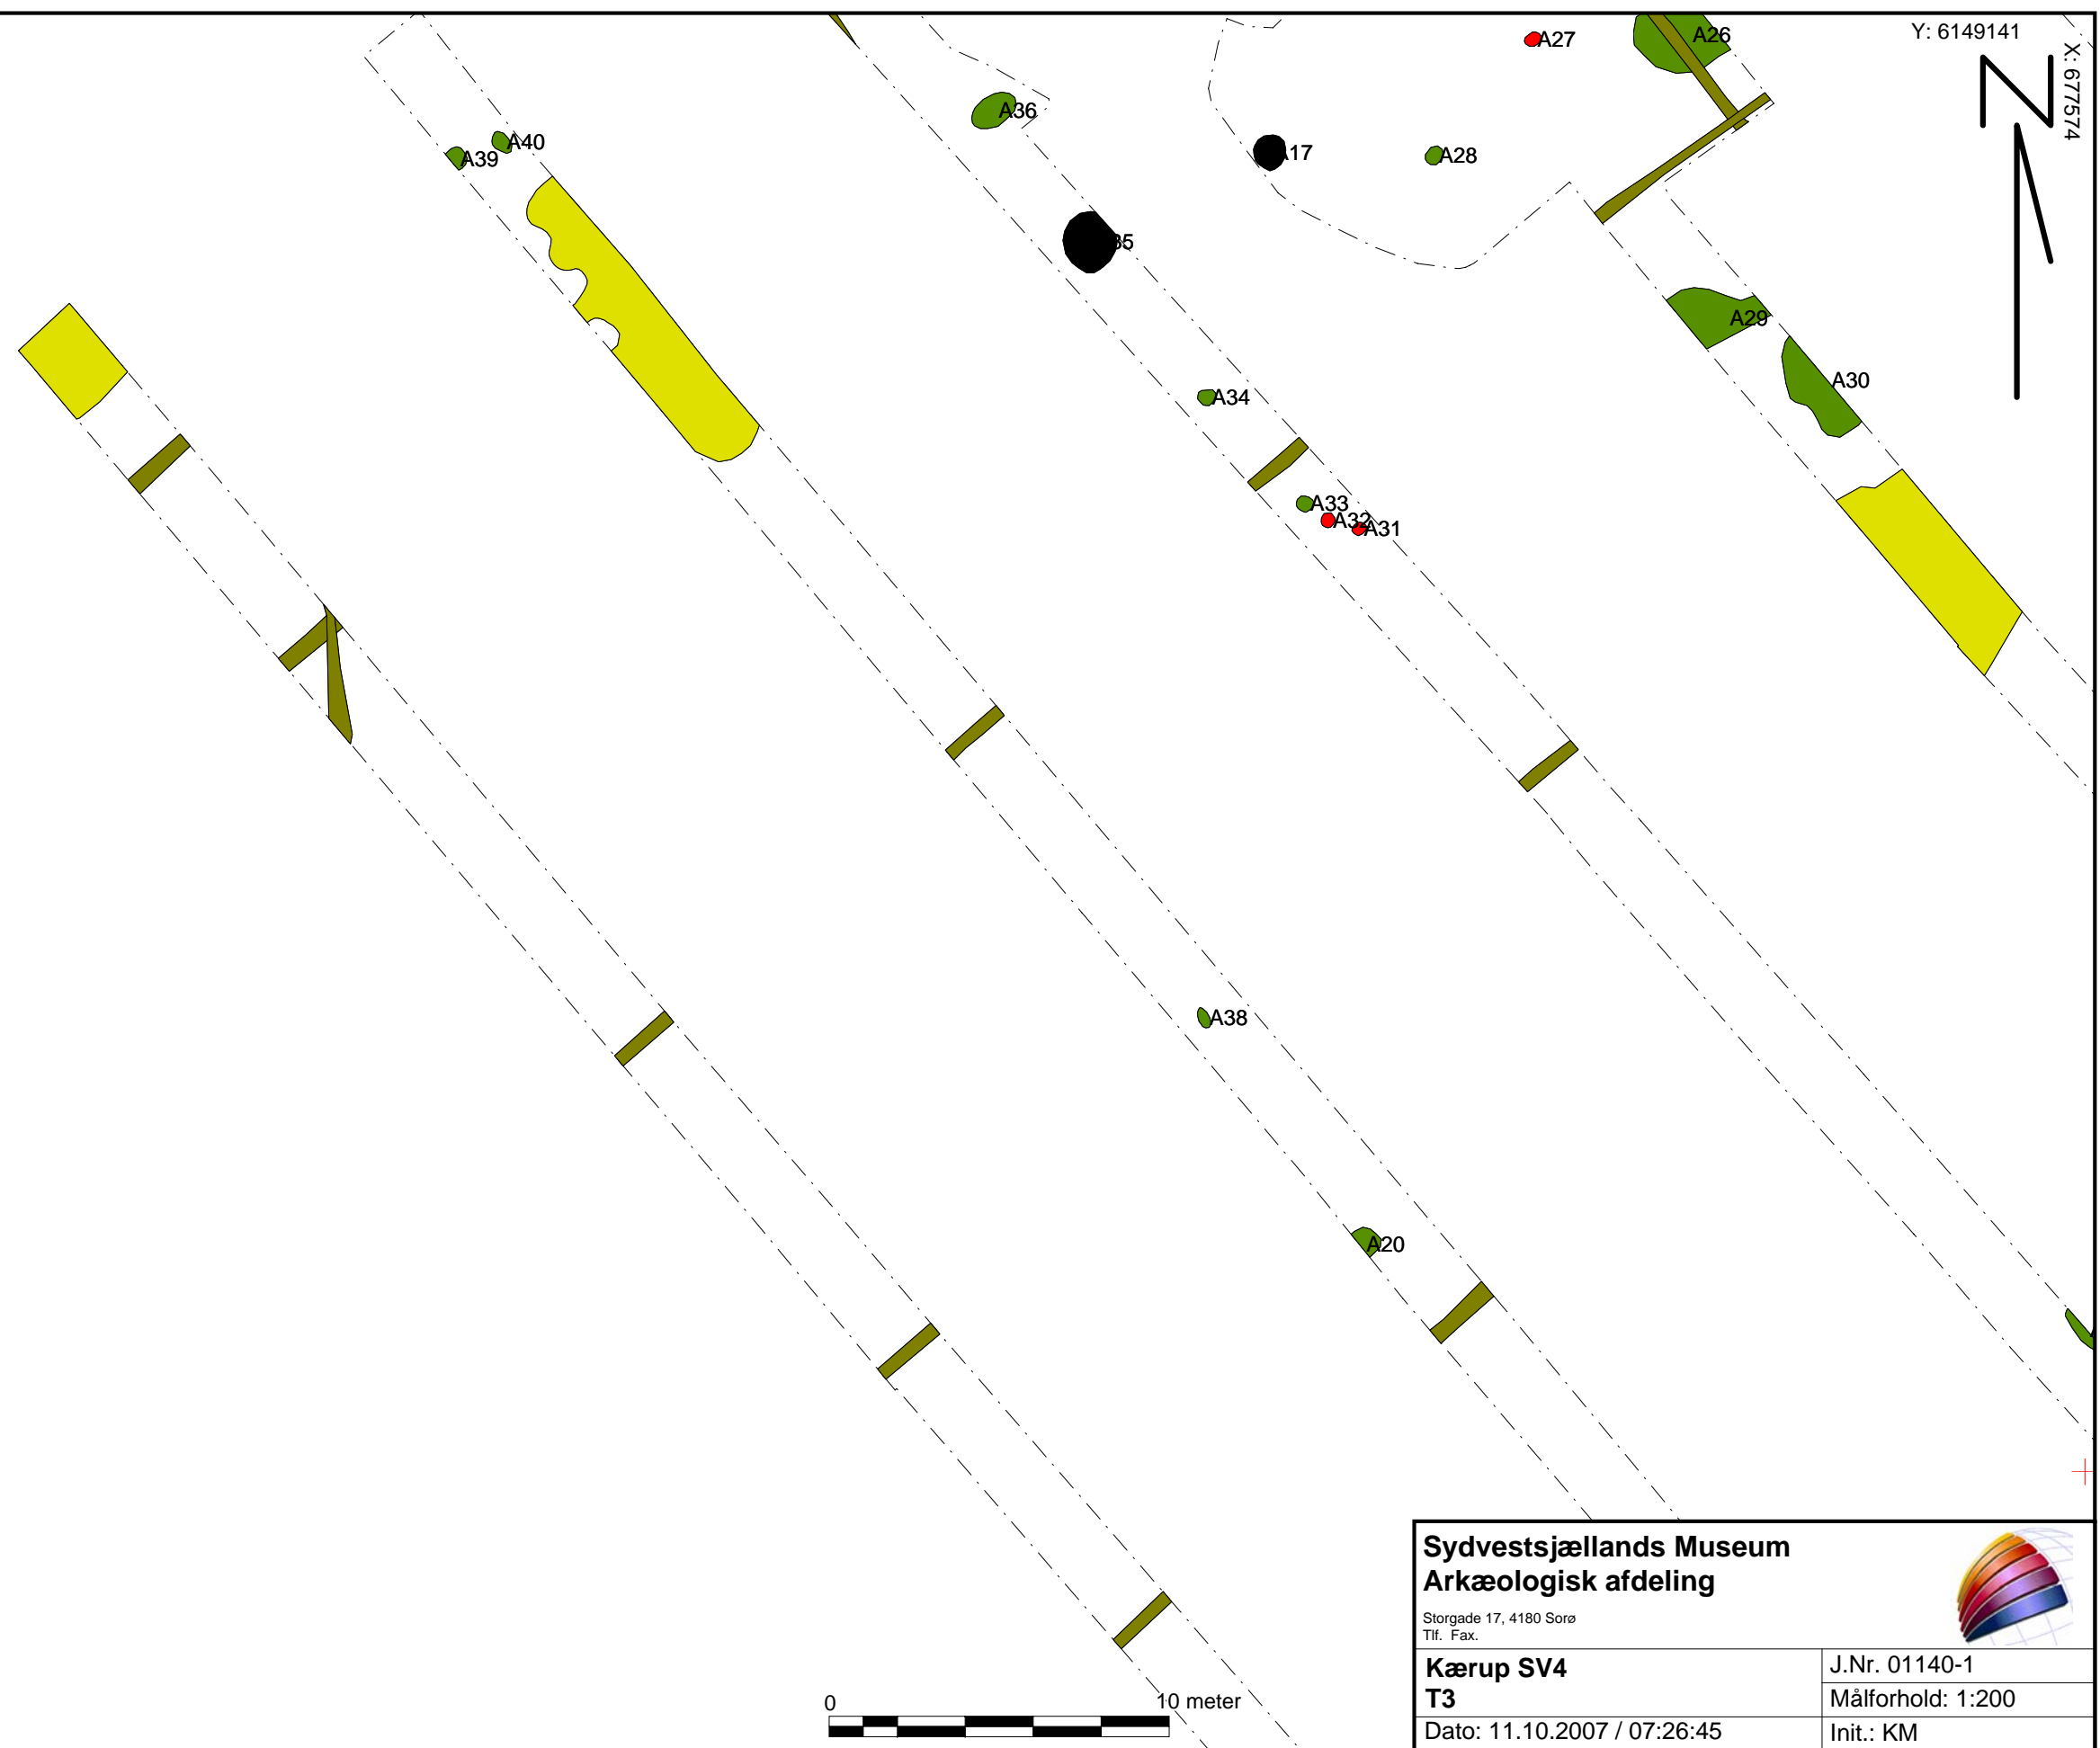 Y: 6149141
X: 677574
A27
A26
A36
A40
A39
A17
A28
A29
A30
A34
A33
A32
A31
A38
A20
0
10 meter
Sydvestsjællands Museum
Arkæologisk afdeling
Storgade 17, 4180 Sorø
Tlf. Fax.
Kærup SV4
T3
J.Nr. 01140-1
Målforhold: 1:200
Dato: 11.10.2007 / 07:26:45
Init.: KM